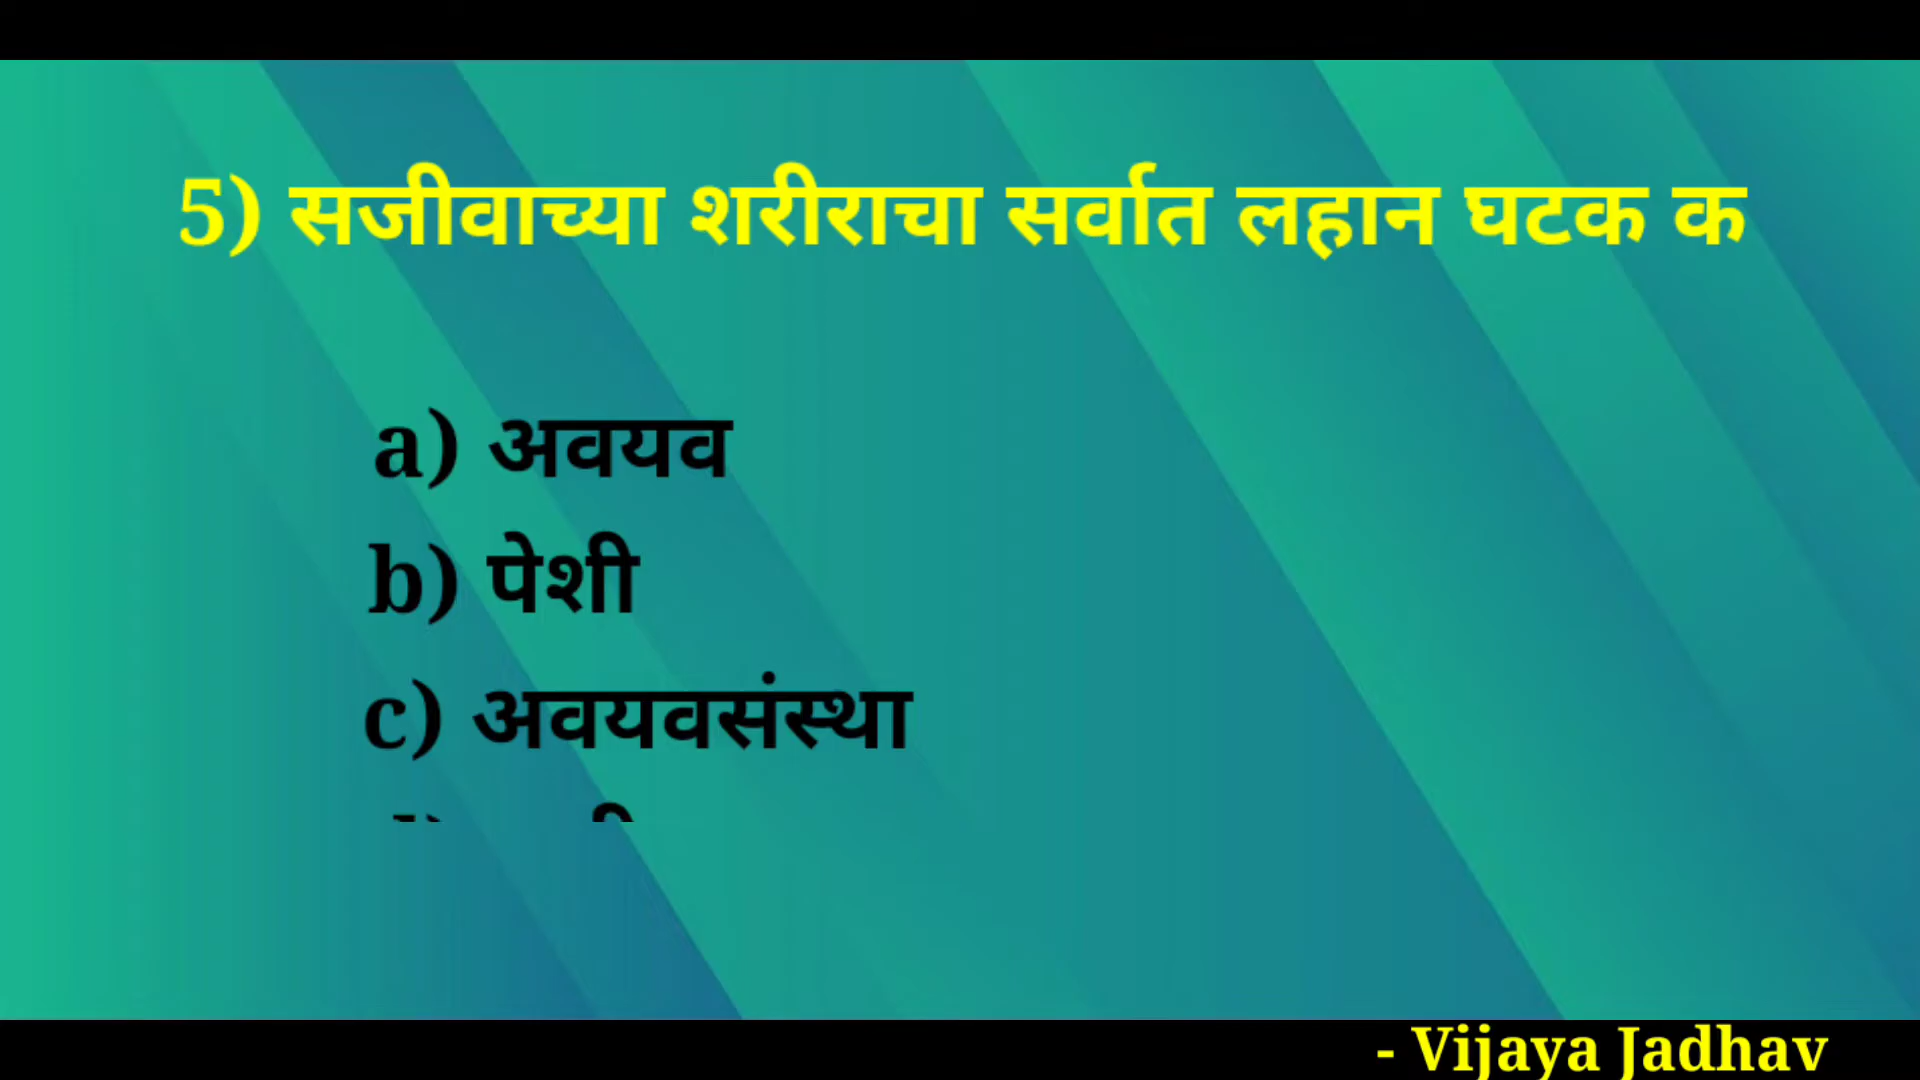 5) सजीवाच्या शरीराचा सर्वात लहान घटक क
a) अवयव
b) पेशी
c) अवयवसंस्था
- Vijaya Jadhav